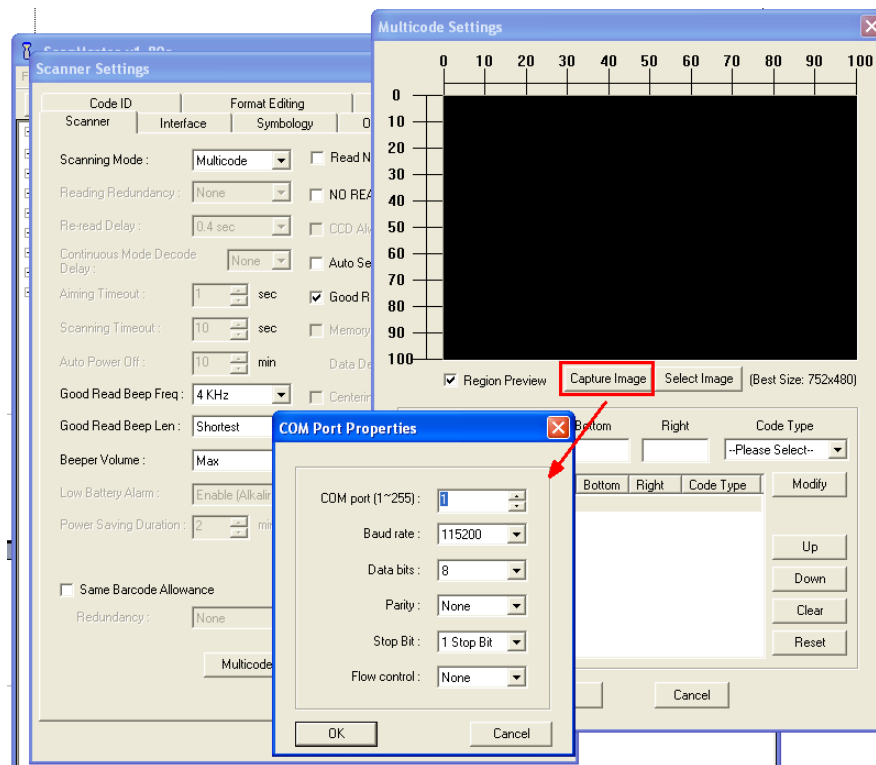 Multicode Settings
0 10 20 30 40 50 60 70 80 90 100
0
10
20
30
40
50
60
70
80
90
100
Region Preview Capture Image Select Image (Best Size: 752x480)
Bottom Right Code Type
--Please Select--
Bottom Right Code Type Modify
Up
Down
Clear
Reset
Cancel
Scanner Settings
Code ID Format Editing
Scanner Interface Symbology O
Scanning Mode : Multicode Read N
Reading Redundancy : None NO REA
Re-read Delay : 0.4 sec CCD Alw
Continuous Mode Decode Delay : None Auto Se
Aiming Timeout : 1 sec Good R
Scanning Timeout : 10 sec Memory
Auto Power Off : 10 min Data De
Good Read Beep Freq : 4 KHz Centerin
Good Read Beep Len : Shortest
Beeper Volume : Max
Low Battery Alarm : Enable (Alkalin
Power Saving Duration : 2 min
Same Barcode Allowance
Redundancy : None
Multicode
COM Port Properties
COM port (1~255) : 1
Baud rate : 115200
Data bits : 8
Parity : None
Stop Bit : 1 Stop Bit
Flow control : None
OK Cancel